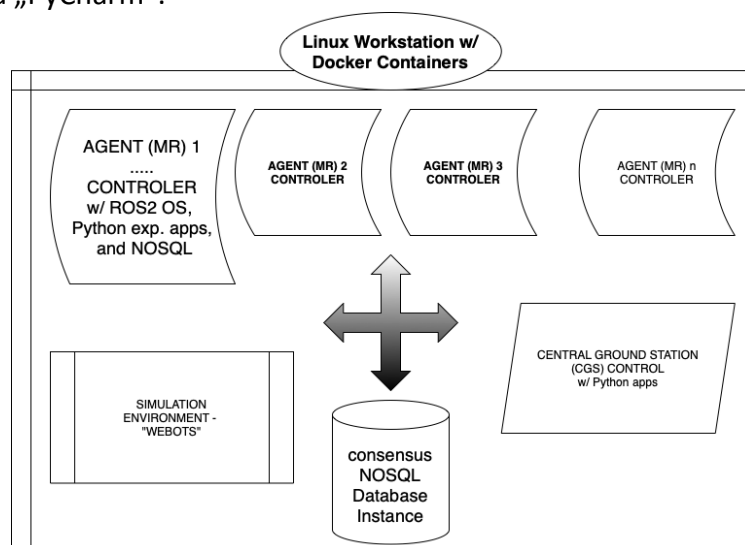 „PyCharm".
Linux Workstation w/
Docker Containers
AGENT (MR) 1
.....
CONTROLER
w/ ROS2 OS,
Python exp. apps,
and NOSQL
AGENT (MR) 2
CONTROLER
AGENT (MR) 3
CONTROLER
AGENT (MR) n
CONTROLER
SIMULATION
ENVIRONMENT -
"WEBOTS"
CENTRAL GROUND STATION
(CGS) CONTROL
w/ Python apps
consensus
NOSQL
Database
Instance